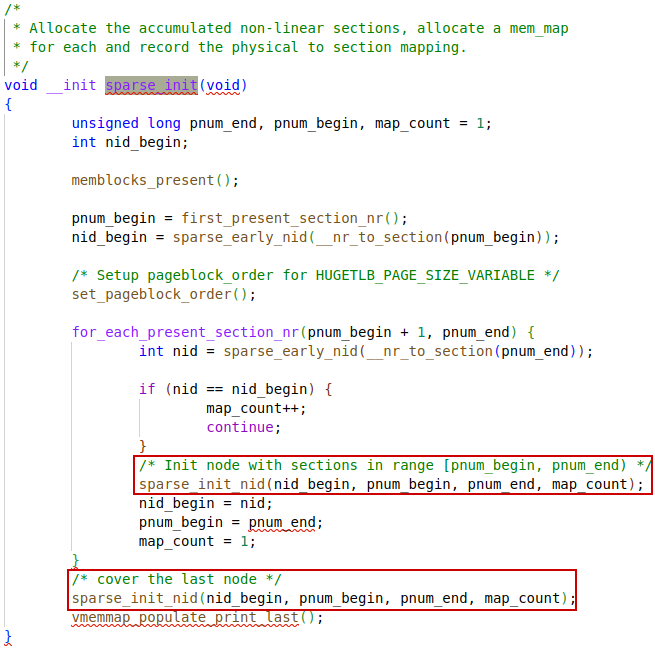 /*
 * Allocate the accumulated non-linear sections, allocate a mem_map
 * for each and record the physical to section mapping.
 */
void __init sparse_init(void)
{
unsigned long pnum_end, pnum_begin, map_count = 1;
int nid_begin;
memblocks_present();
pnum_begin = first_present_section_nr();
nid_begin = sparse_early_nid(__nr_to_section(pnum_begin));
/* Setup pageblock_order for HUGETLB_PAGE_SIZE_VARIABLE */
set_pageblock_order();
for_each_present_section_nr(pnum_begin + 1, pnum_end) {
int nid = sparse_early_nid(__nr_to_section(pnum_end));
if (nid == nid_begin) {
map_count++;
continue;
}
/* Init node with sections in range [pnum_begin, pnum_end) */
sparse_init_nid(nid_begin, pnum_begin, pnum_end, map_count);
nid_begin = nid;
pnum_begin = pnum_end;
map_count = 1;
}
/* cover the last node */
sparse_init_nid(nid_begin, pnum_begin, pnum_end, map_count);
vmemmap_populate_print_last();
}